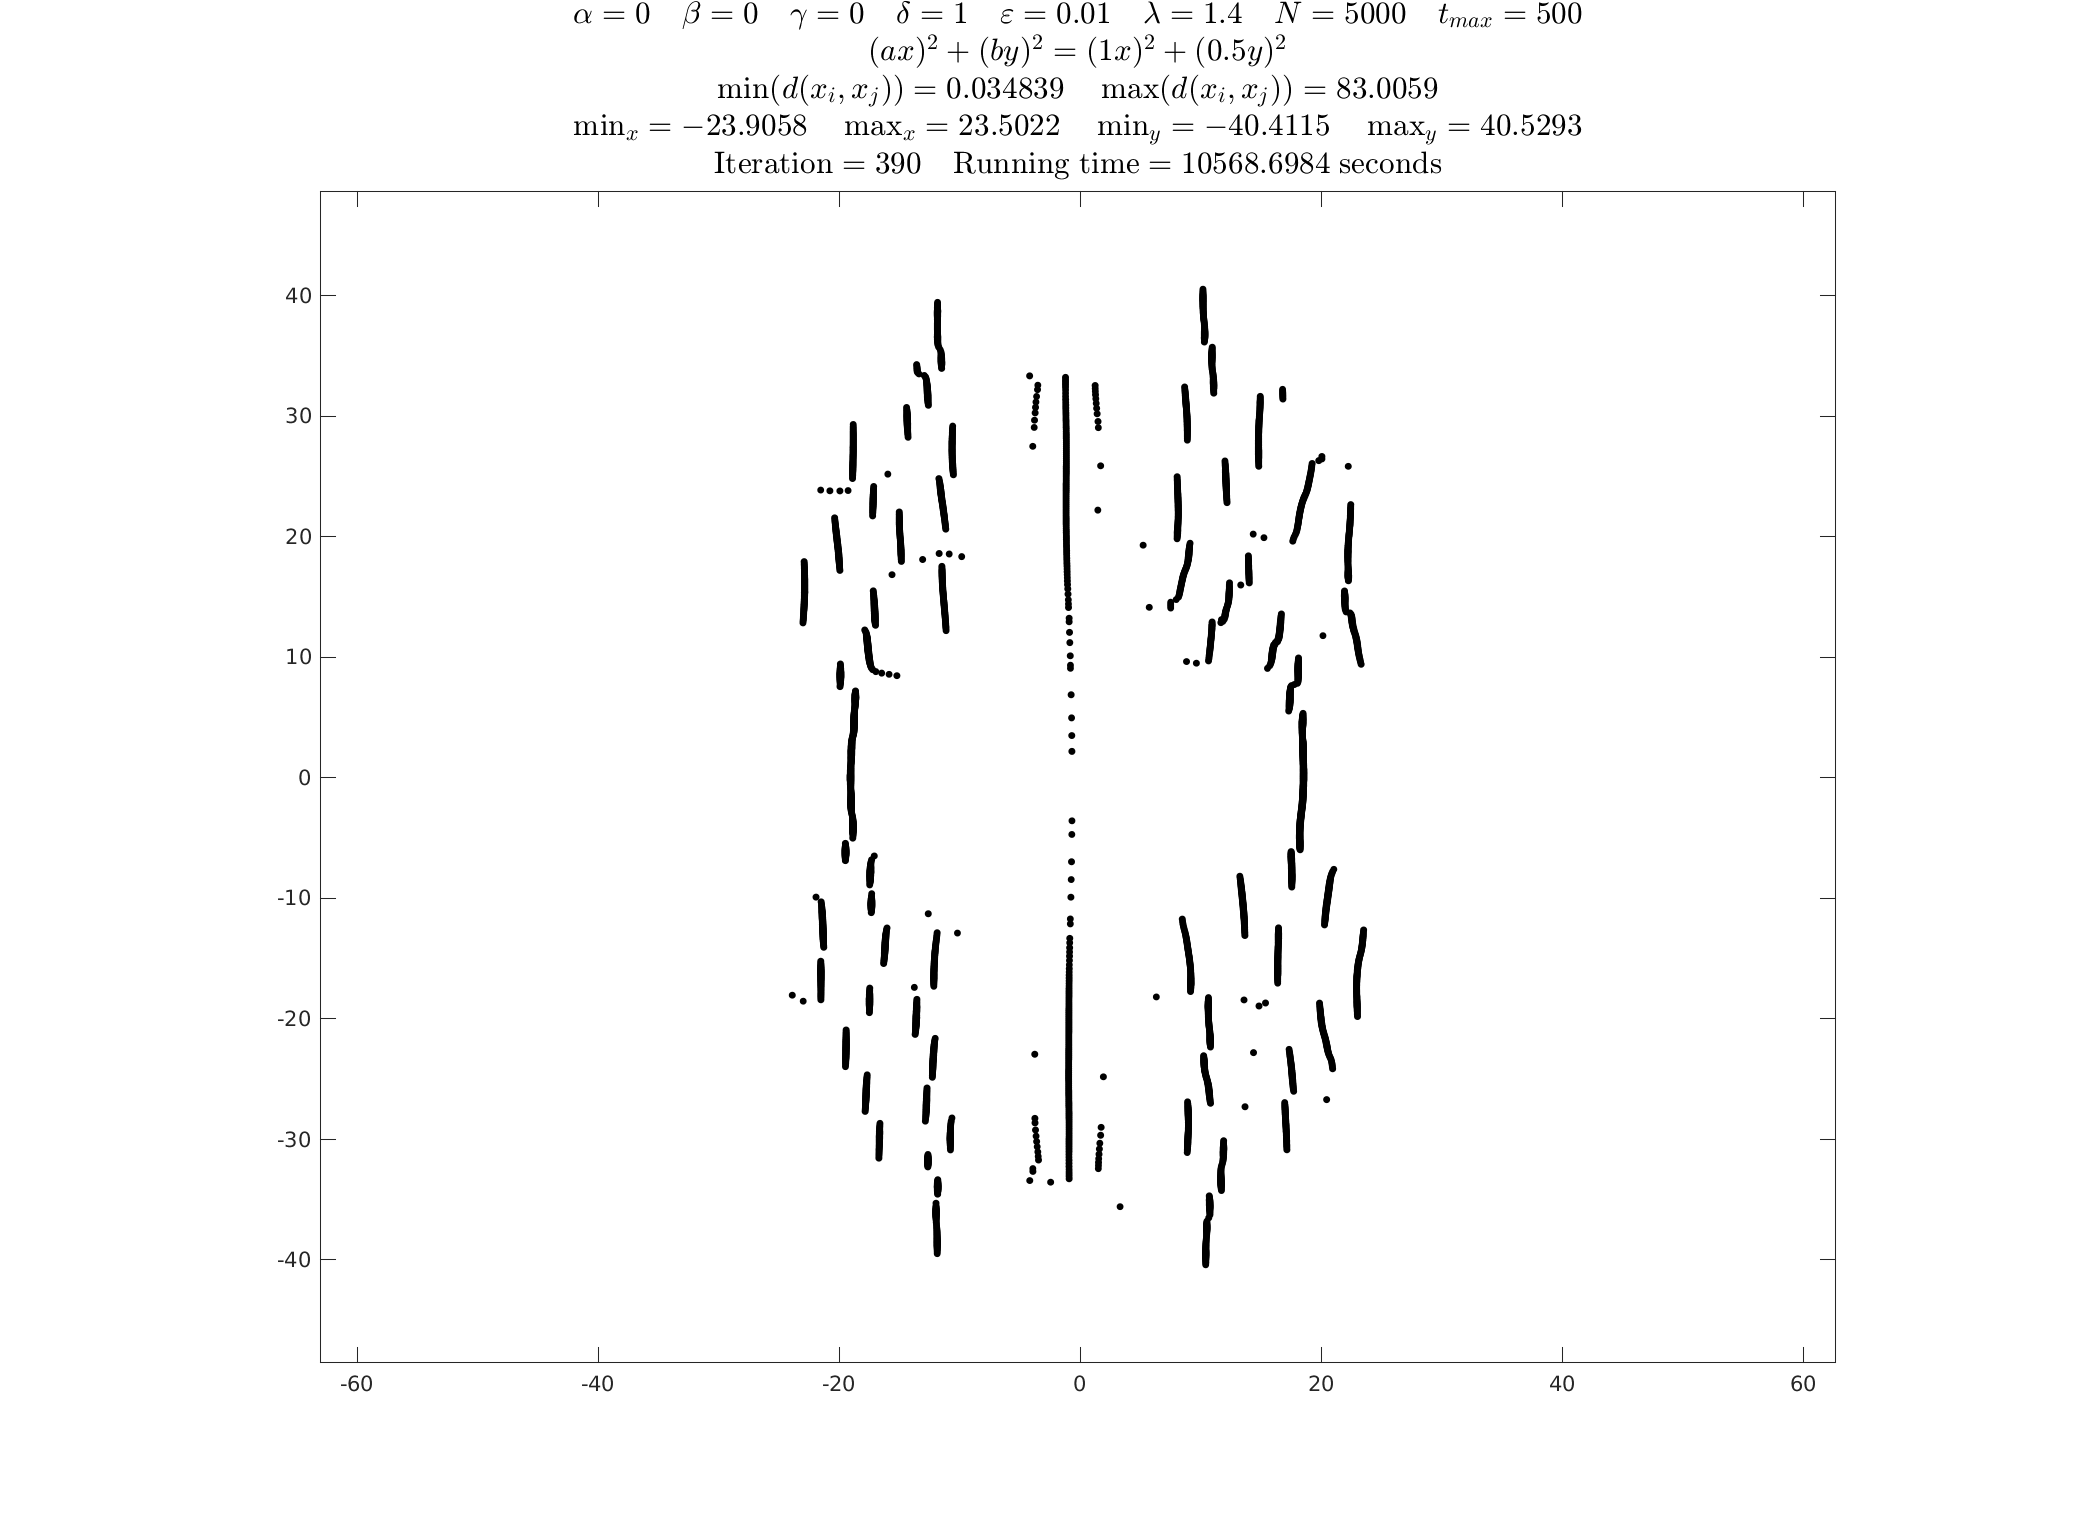 α = 0 β = 0 γ = 0 δ = 1 ε = 0.01 λ = 1.4 N = 5000 t_max = 500
(ax)² + (by)² = (1x)² + (0.5y)²
min(d(x_i, x_j)) = 0.034839 max(d(x_i, x_j)) = 83.0059
min_x = −23.9058 max_x = 23.5022 min_y = −40.4115 max_y = 40.5293
Iteration = 390 Running time = 10568.6984 seconds
40
30
20
10
0
-10
-20
-30
-40
-60 -40 -20 0 20 40 60